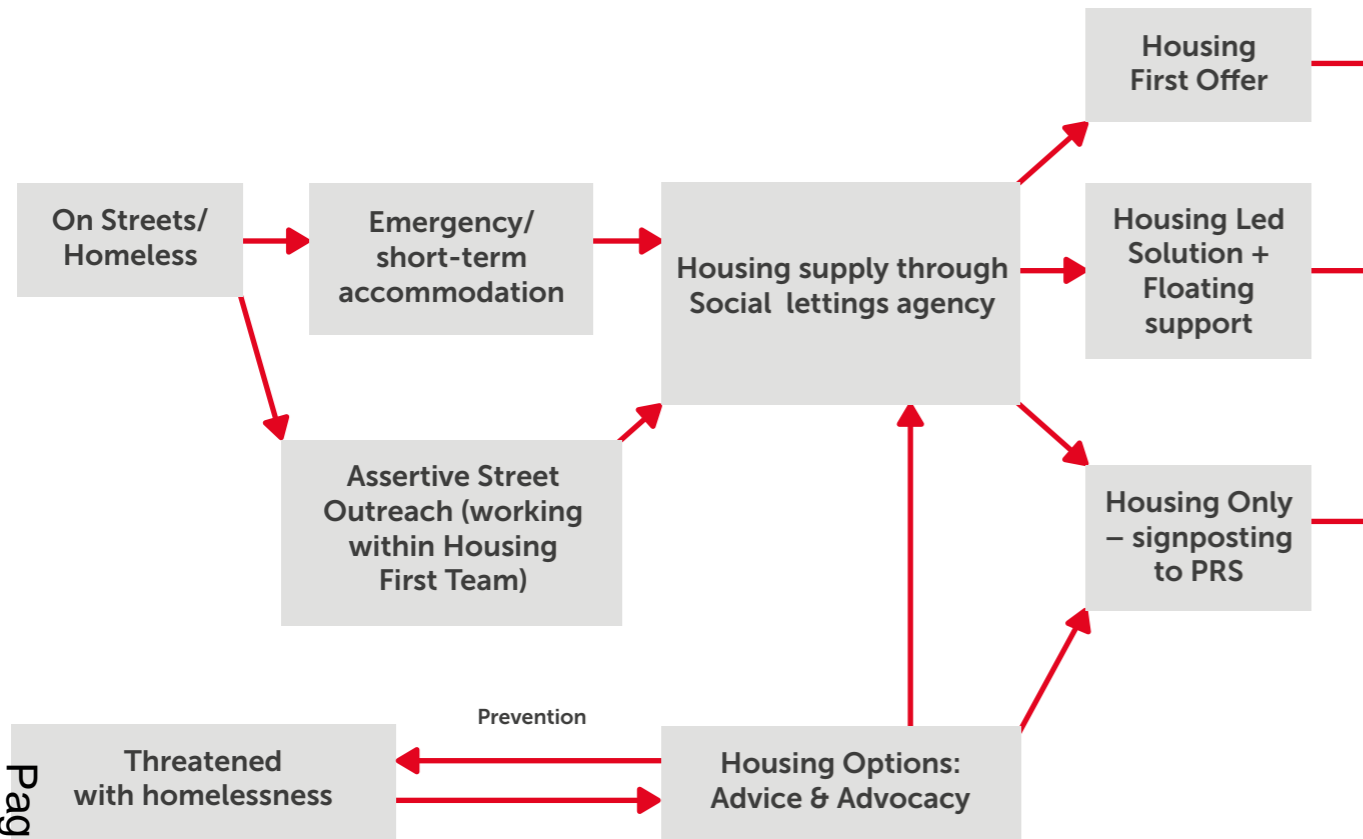 Housing
First Offer
On Streets/
Homeless
Emergency/
short-term
accommodation
Housing supply through
Social lettings agency
Housing Led
Solution +
Floating
support
Assertive Street
Outreach (working
within Housing
First Team)
Housing Only
– signposting
to PRS
Prevention
Threatened
with homelessness
Housing Options:
Advice & Advocacy
Pag